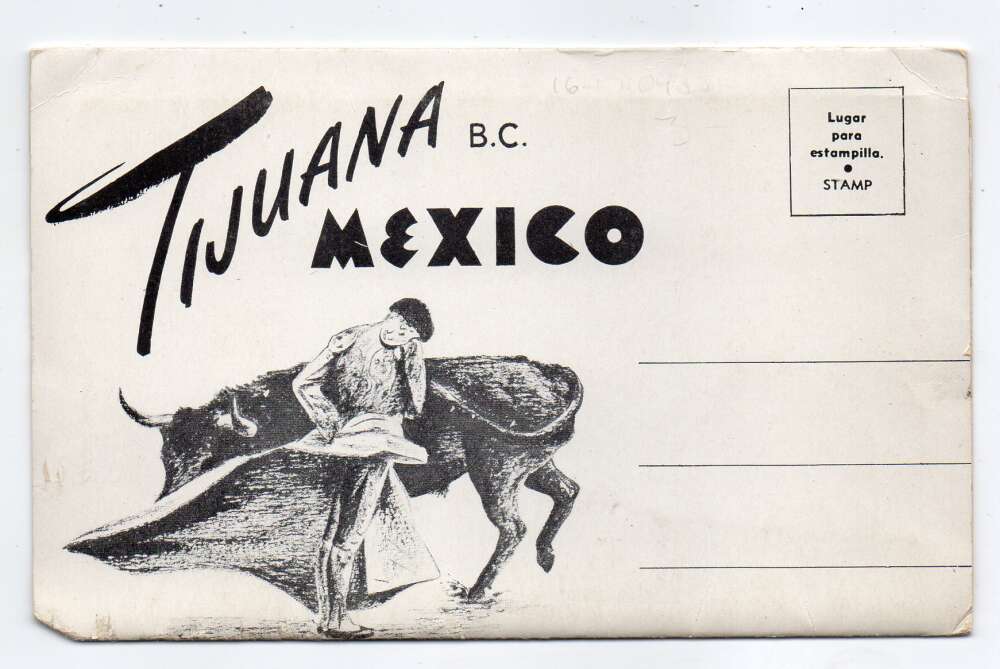 TIJUANA B.C.
MEXICO
Lugar
para
estampilla.
•
STAMP